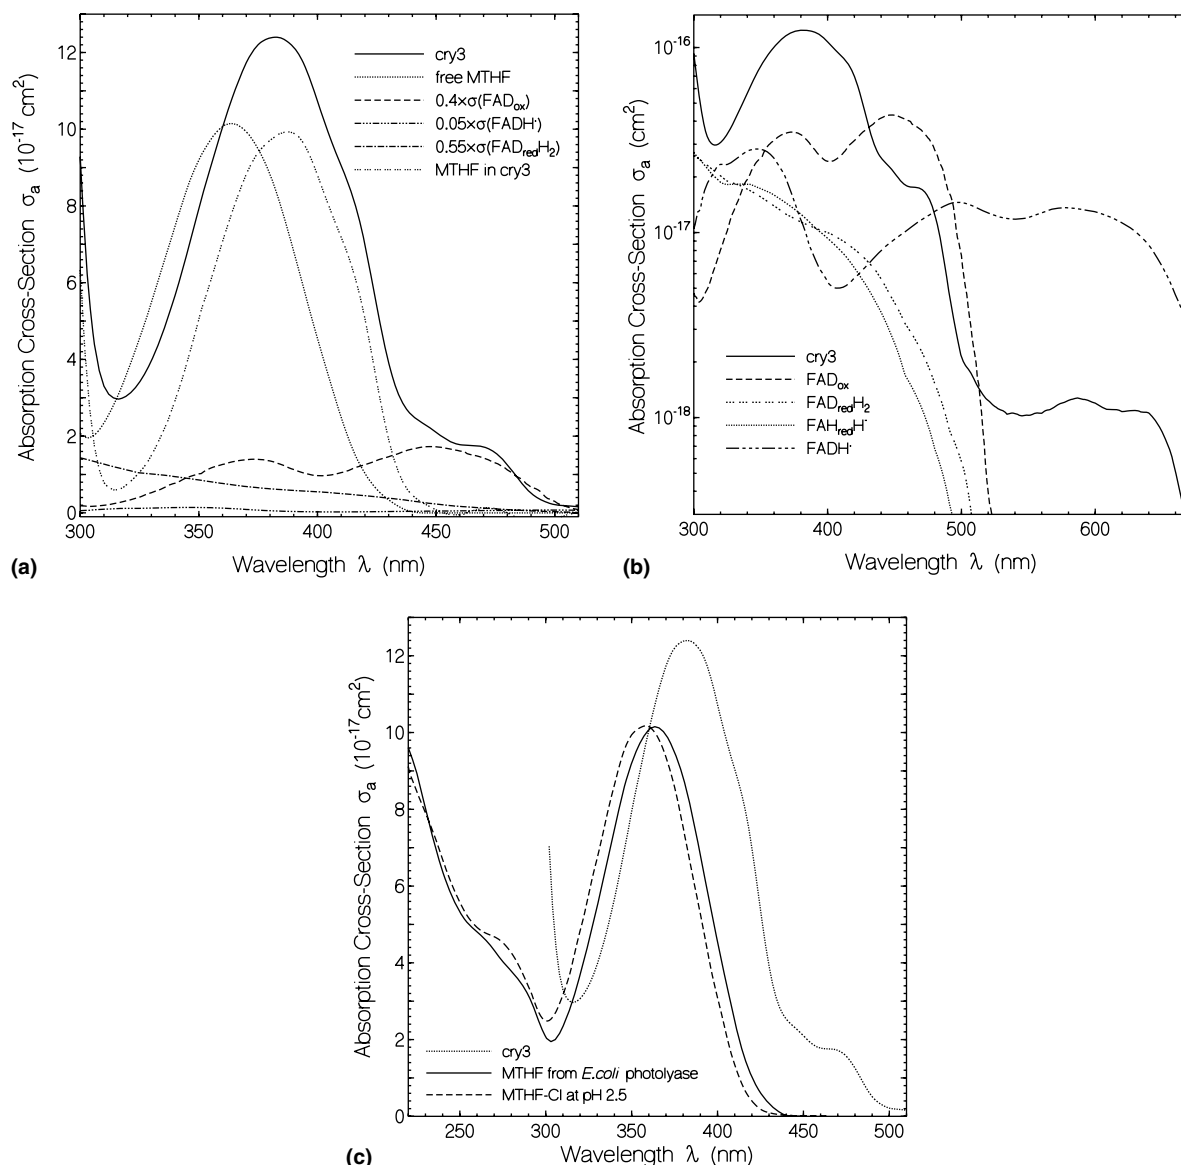 Absorption Cross-Section σa (10⁻¹⁷ cm²)
12
10
8
6
4
2
0
cry3
free MTHF
0.4×σ(FADox)
0.05×σ(FADH·)
0.55×σ(FADredH2)
MTHF in cry3
300 350 400 450 500
Wavelength λ (nm)
(a)
Absorption Cross-Section σa (cm²)
10⁻¹⁶
10⁻¹⁷
10⁻¹⁸
cry3
FADox
FADredH2
FAHredH⁻
FADH·
300 400 500 600
Wavelength λ (nm)
(b)
Absorption Cross-Section σa (10⁻¹⁷cm²)
12
10
8
6
4
2
0
cry3
MTHF from E.coli photolyase
MTHF-Cl at pH 2.5
250 300 350 400 450 500
Wavelength λ (nm)
(c)